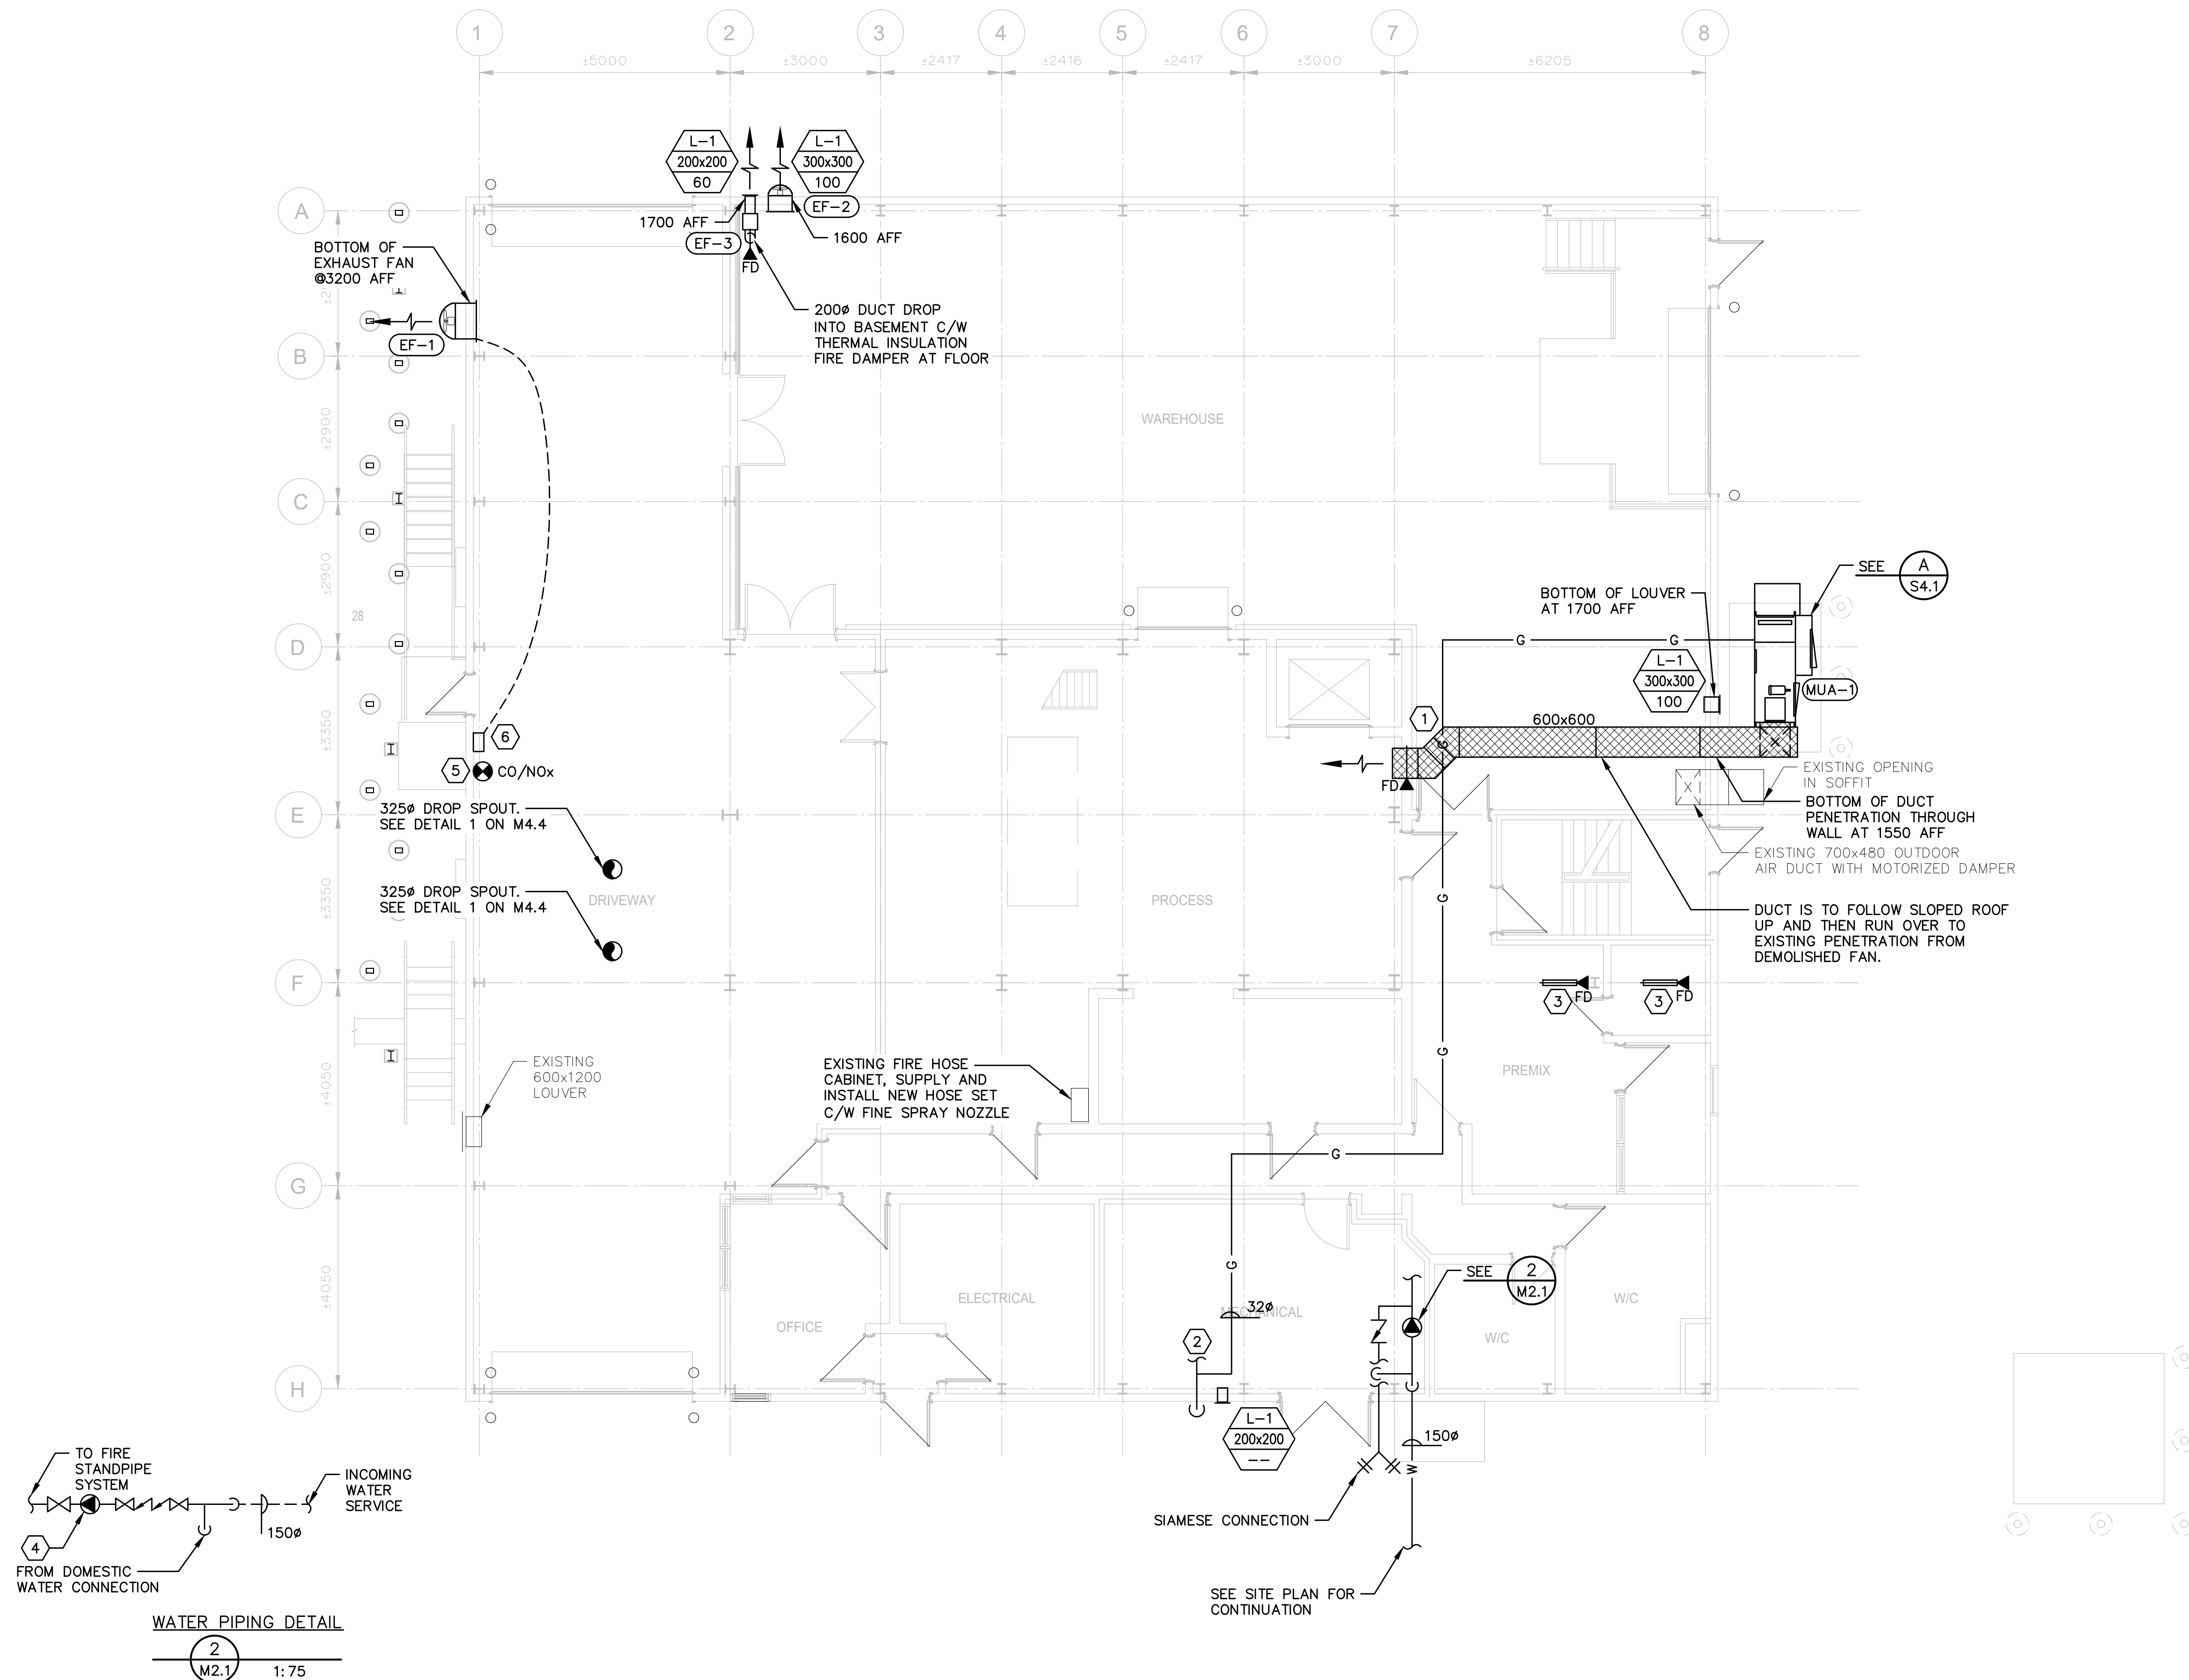 1
2
3
4
5
6
7
8
±5000
±3000
±2417
±2416
±2417
±3000
±6205
L-1
200x200
60
L-1
300x300
100
A
1700 AFF
EF-2
EF-3
1600 AFF
FD
BOTTOM OF
EXHAUST FAN
@3200 AFF
EF-1
200ø DUCT DROP
INTO BASEMENT C/W
THERMAL INSULATION
FIRE DAMPER AT FLOOR
B
±2900
WAREHOUSE
C
±2900
28
D
SEE
A
S4.1
BOTTOM OF LOUVER
AT 1700 AFF
G
G
L-1
300x300
100
MUA-1
±3350
6
5
CO/NOx
1
600x600
G
FD
EXISTING OPENING
IN SOFFIT
BOTTOM OF DUCT
PENETRATION THROUGH
WALL AT 1550 AFF
EXISTING 700x480 OUTDOOR
AIR DUCT WITH MOTORIZED DAMPER
E
325ø DROP SPOUT.
SEE DETAIL 1 ON M4.4
325ø DROP SPOUT.
SEE DETAIL 1 ON M4.4
±3350
DRIVEWAY
PROCESS
G
DUCT IS TO FOLLOW SLOPED ROOF
UP AND THEN RUN OVER TO
EXISTING PENETRATION FROM
DEMOLISHED FAN.
F
3
FD
3
FD
±4050
EXISTING
600x1200
LOUVER
EXISTING FIRE HOSE
CABINET, SUPPLY AND
INSTALL NEW HOSE SET
C/W FINE SPRAY NOZZLE
G
PREMIX
G
G
±4050
G
SEE
2
M2.1
ELECTRICAL
32ø
MECHANICAL
W/C
OFFICE
W/C
2
H
L-1
200x200
--
150ø
W
SIAMESE CONNECTION
SEE SITE PLAN FOR
CONTINUATION
TO FIRE
STANDPIPE
SYSTEM
INCOMING
WATER
SERVICE
150ø
4
FROM DOMESTIC
WATER CONNECTION
WATER PIPING DETAIL
2
M2.1
1:75